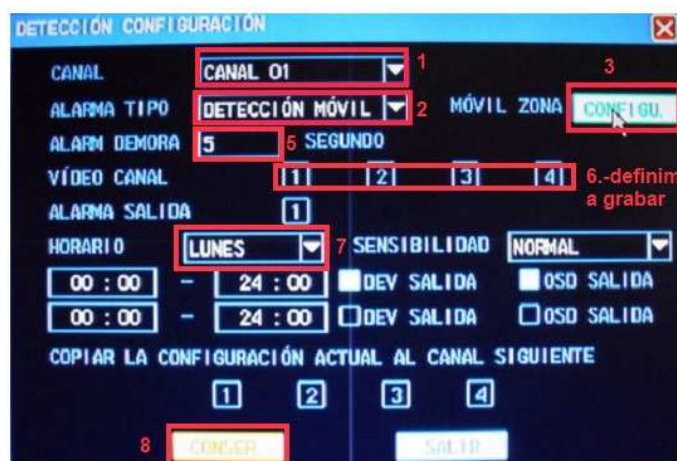 DETECCIÓN CONFIGURACIÓN
CANAL CANAL 01 1 3
ALARMA TIPO DETECCIÓN MÓVIL 2 MÓVIL ZONA CONFIGU.
ALARM DEMORA 5 5 SEGUNDO
VÍDEO CANAL 1 2 3 4 6.-definim
a grabar
ALARMA SALIDA 1
HORARIO LUNES 7 SENSIBILIDAD NORMAL
00 : 00 - 24 : 00 DEV SALIDA OSD SALIDA
00 : 00 - 24 : 00 DEV SALIDA OSD SALIDA
COPIAR LA CONFIGURACIÓN ACTUAL AL CANAL SIGUIENTE
1 2 3 4
8 CONSER. SALIR